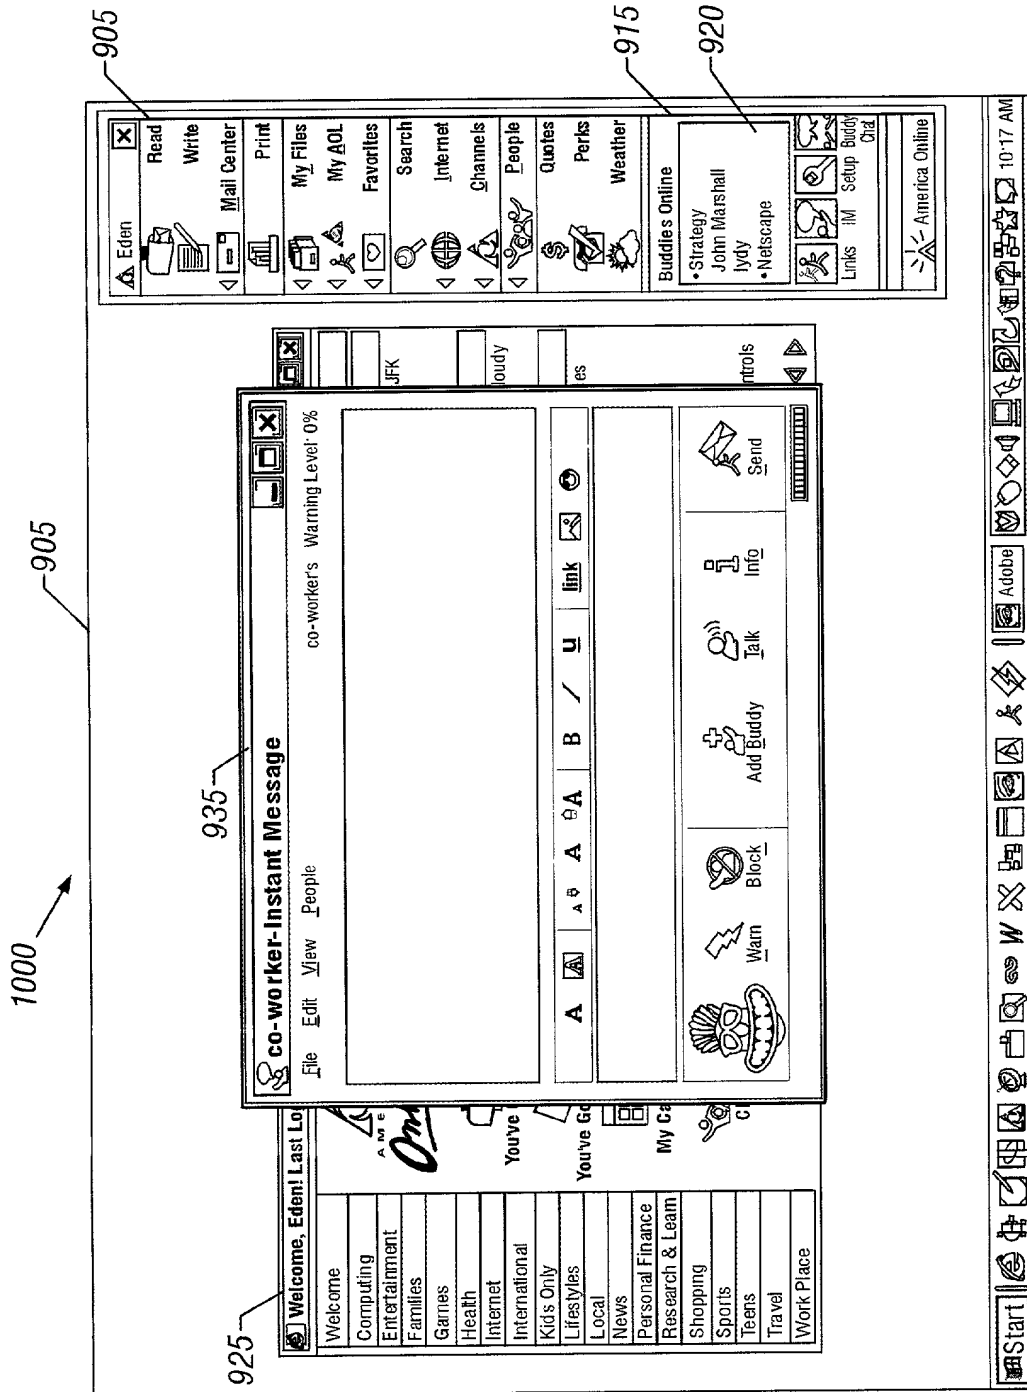 1000
905
905
935
925
915
920
Welcome, Eden! Last Lo
Welcome
Computing
Entertainment
Families
Games
Health
Internet
International
Kids Only
Lifestyles
Local
News
Personal Finance
Research & Learn
Shopping
Sports
Teens
Travel
Work Place
AME
You've
You've Go
My Ca
JFK
loudy
es
ntrols
co-worker-Instant Message
File Edit View People
co-worker's Warning Level: 0%
A A A A A B / u link
Warn Block Add Buddy Talk Info Send
Eden
Read
Write
Mail Center
Print
My Files
My AOL
Favorites
Search
Internet
Channels
People
Quotes
Perks
Weather
Buddies Online
• Strategy
John Marshall
lydy
• Netscape
Links IM Setup Buddy Chat
America Online
Start
W
Adobe
10:17 AM